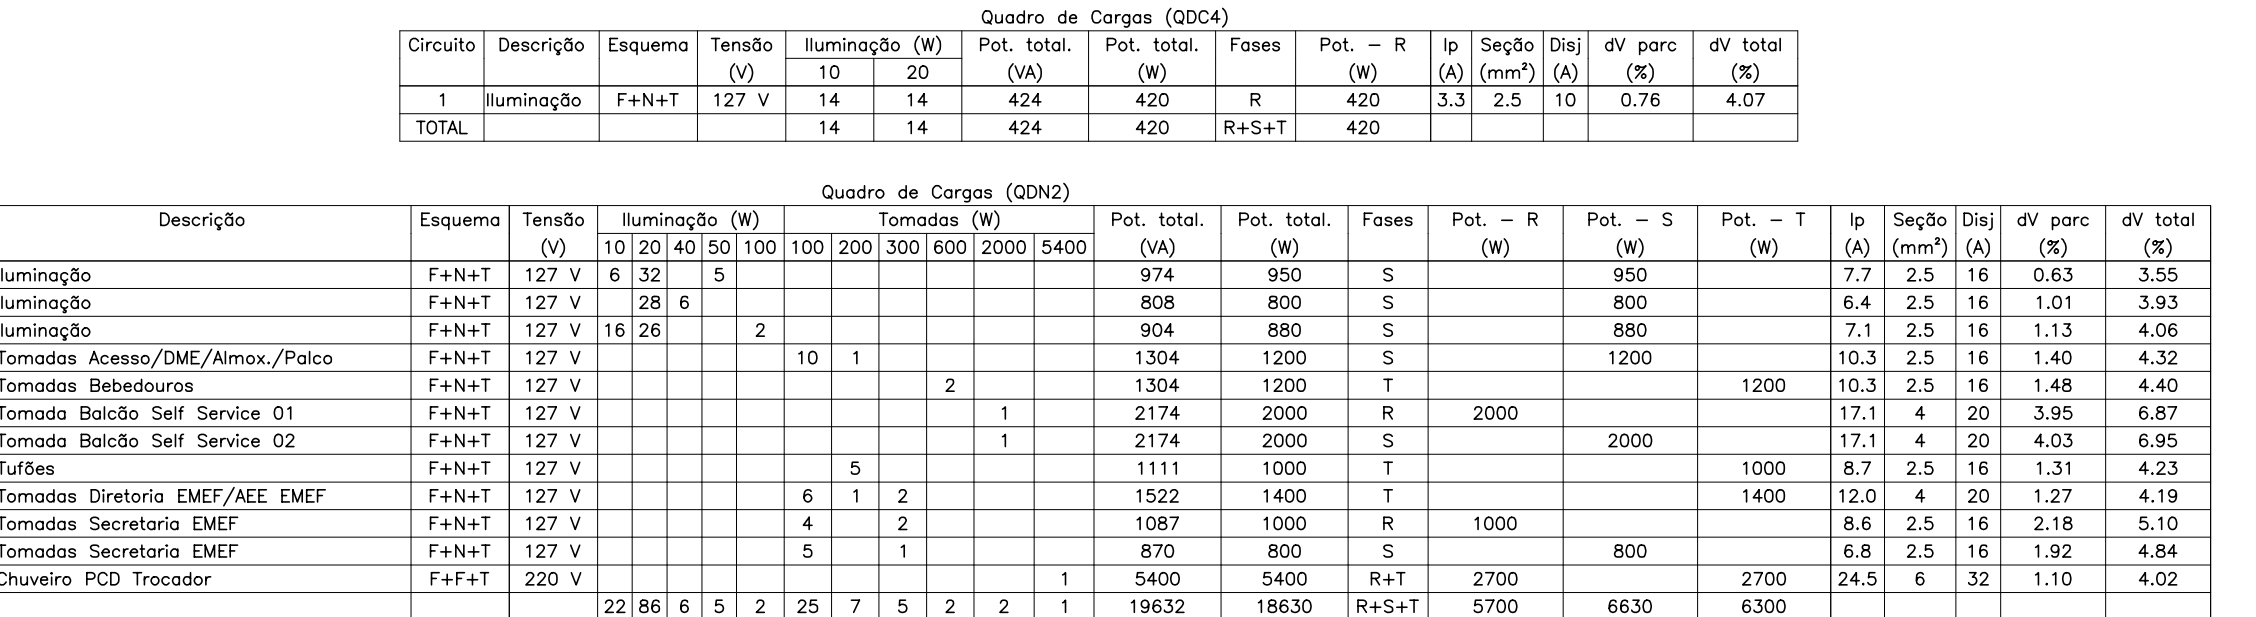 Quadro de Cargas (QDC4)
Circuito Descrição Esquema Tensão Iluminação (W) Pot. total. Pot. total. Fases Pot. – R Ip Seção Disj dV parc dV total
(V) 10 20 (VA) (W) (W) (A) (mm²) (A) (%) (%)
1 Iluminação F+N+T 127 V 14 14 424 420 R 420 3.3 2.5 10 0.76 4.07
TOTAL 14 14 424 420 R+S+T 420
Quadro de Cargas (QDN2)
Descrição Esquema Tensão Iluminação (W) Tomadas (W) Pot. total. Pot. total. Fases Pot. – R Pot. – S Pot. – T Ip Seção Disj dV parc dV total
(V) 10 20 40 50 100 100 200 300 600 2000 5400 (VA) (W) (W) (W) (W) (A) (mm²) (A) (%) (%)
luminação F+N+T 127 V 6 32 5 974 950 S 950 7.7 2.5 16 0.63 3.55
luminação F+N+T 127 V 28 6 808 800 S 800 6.4 2.5 16 1.01 3.93
luminação F+N+T 127 V 16 26 2 904 880 S 880 7.1 2.5 16 1.13 4.06
Tomadas Acesso/DME/Almox./Palco F+N+T 127 V 10 1 1304 1200 S 1200 10.3 2.5 16 1.40 4.32
Tomadas Bebedouros F+N+T 127 V 2 1304 1200 T 1200 10.3 2.5 16 1.48 4.40
Tomada Balcão Self Service 01 F+N+T 127 V 1 2174 2000 R 2000 17.1 4 20 3.95 6.87
Tomada Balcão Self Service 02 F+N+T 127 V 1 2174 2000 S 2000 17.1 4 20 4.03 6.95
Tufões F+N+T 127 V 5 1111 1000 T 1000 8.7 2.5 16 1.31 4.23
Tomadas Diretoria EMEF/AEE EMEF F+N+T 127 V 6 1 2 1522 1400 T 1400 12.0 4 20 1.27 4.19
Tomadas Secretaria EMEF F+N+T 127 V 4 2 1087 1000 R 1000 8.6 2.5 16 2.18 5.10
Tomadas Secretaria EMEF F+N+T 127 V 5 1 870 800 S 800 6.8 2.5 16 1.92 4.84
Chuveiro PCD Trocador F+F+T 220 V 1 5400 5400 R+T 2700 2700 24.5 6 32 1.10 4.02
22 86 6 5 2 25 7 5 2 2 1 19632 18630 R+S+T 5700 6630 6300